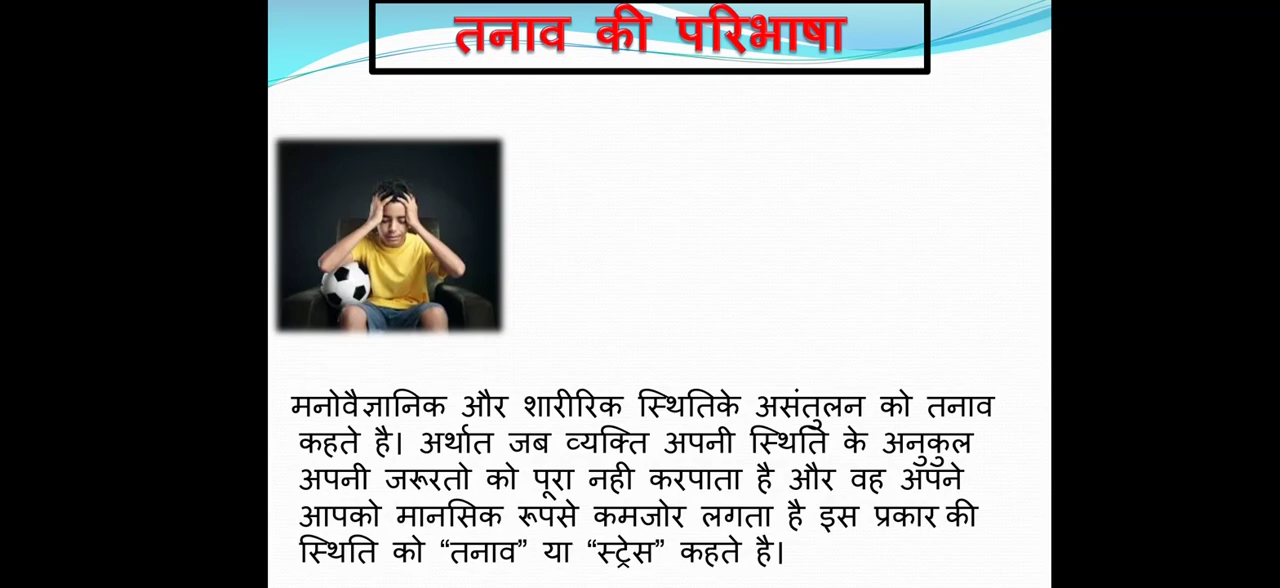 तनाव की परिभाषा
मनोवैज्ञानिक और शारीरिक स्थितिके असंतुलन को तनाव
कहते है। अर्थात जब व्यक्ति अपनी स्थिति के अनुकुल
अपनी जरूरतो को पूरा नही करपाता है और वह अपने
आपको मानसिक रूपसे कमजोर लगता है इस प्रकार की
स्थिति को “तनाव” या “स्ट्रेस” कहते है।